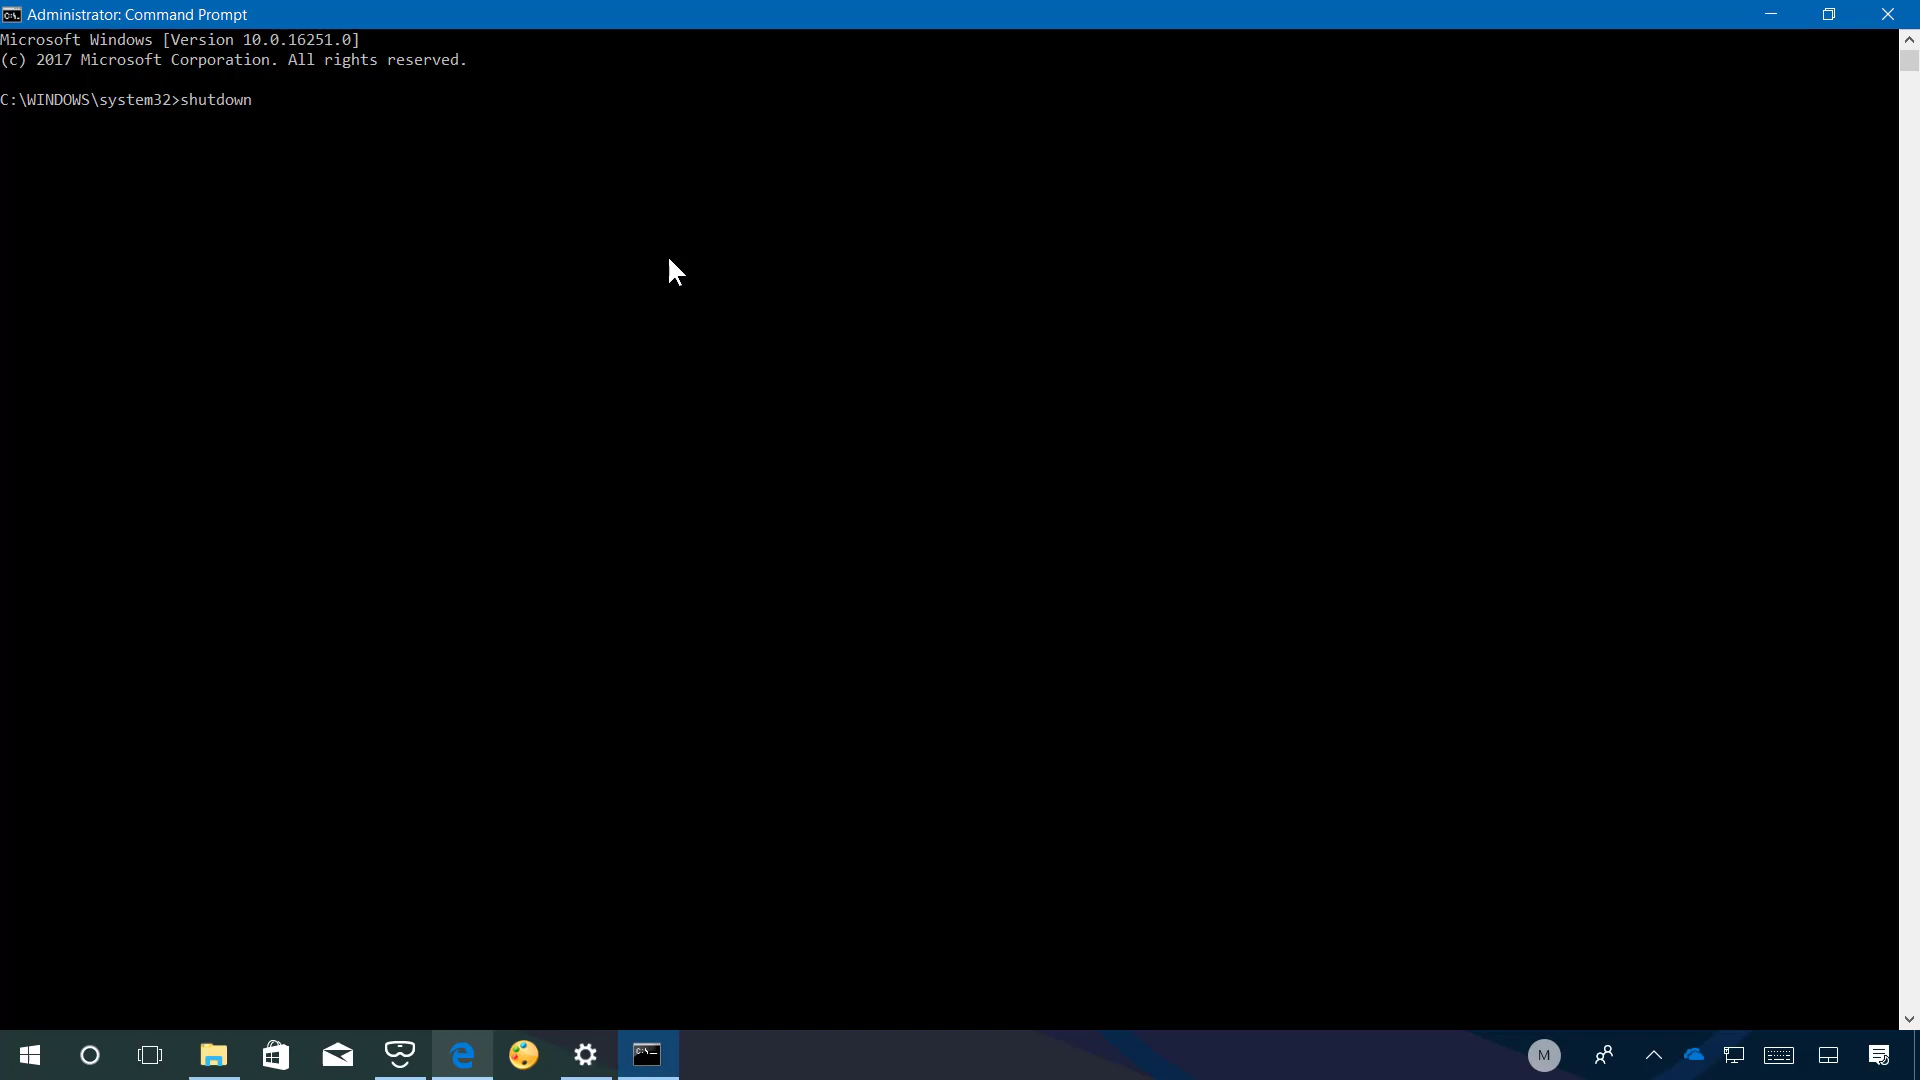 Administrator: Command Prompt
Microsoft Windows [Version 10.0.16251.0]
(c) 2017 Microsoft Corporation. All rights reserved.
C:\WINDOWS\system32>shutdown
M